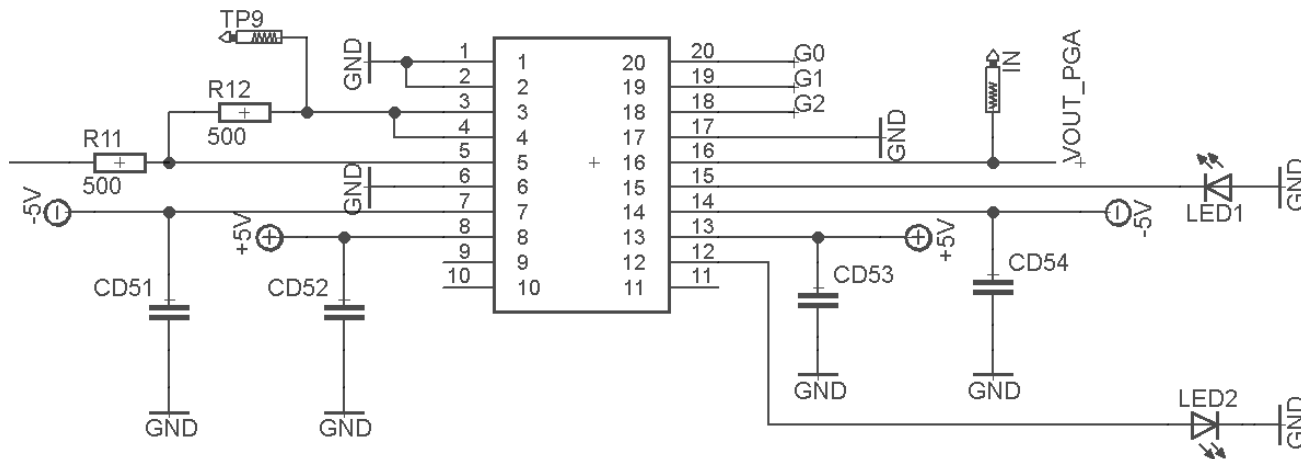 TP9
GND
1
1
20
20
G0
IN
2
2
19
19
G1
R12
3
3
18
18
G2
VOUT_PGA
500
4
4
17
17
GND
R11
5
5
16
16
500
GND
6
6
15
15
LED1
GND
-5V
7
7
14
14
-5V
+5V
8
8
13
13
+5V
9
9
12
12
10
10
11
11
CD51
CD52
CD53
CD54
GND
GND
GND
GND
LED2
GND